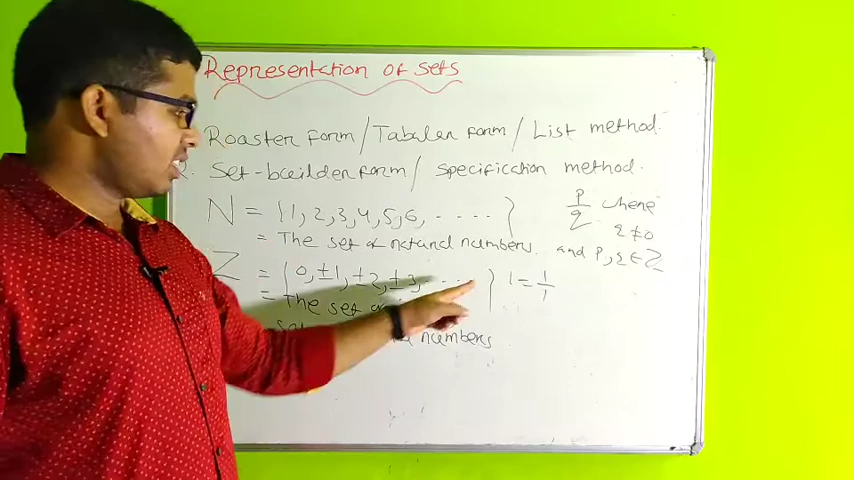 Representation of sets
Roaster form/Tabular form/List method.
2. Set-builder form/specification method.
N = {1, 2, 3, 4, 5, 6, ..... } p/q where
= The set of natural numbers. q≠0
and p, q ∈ Z
Z = {0, ±1, ±2, ±3, ..... } 1 = 1/1
= The set
numbers.